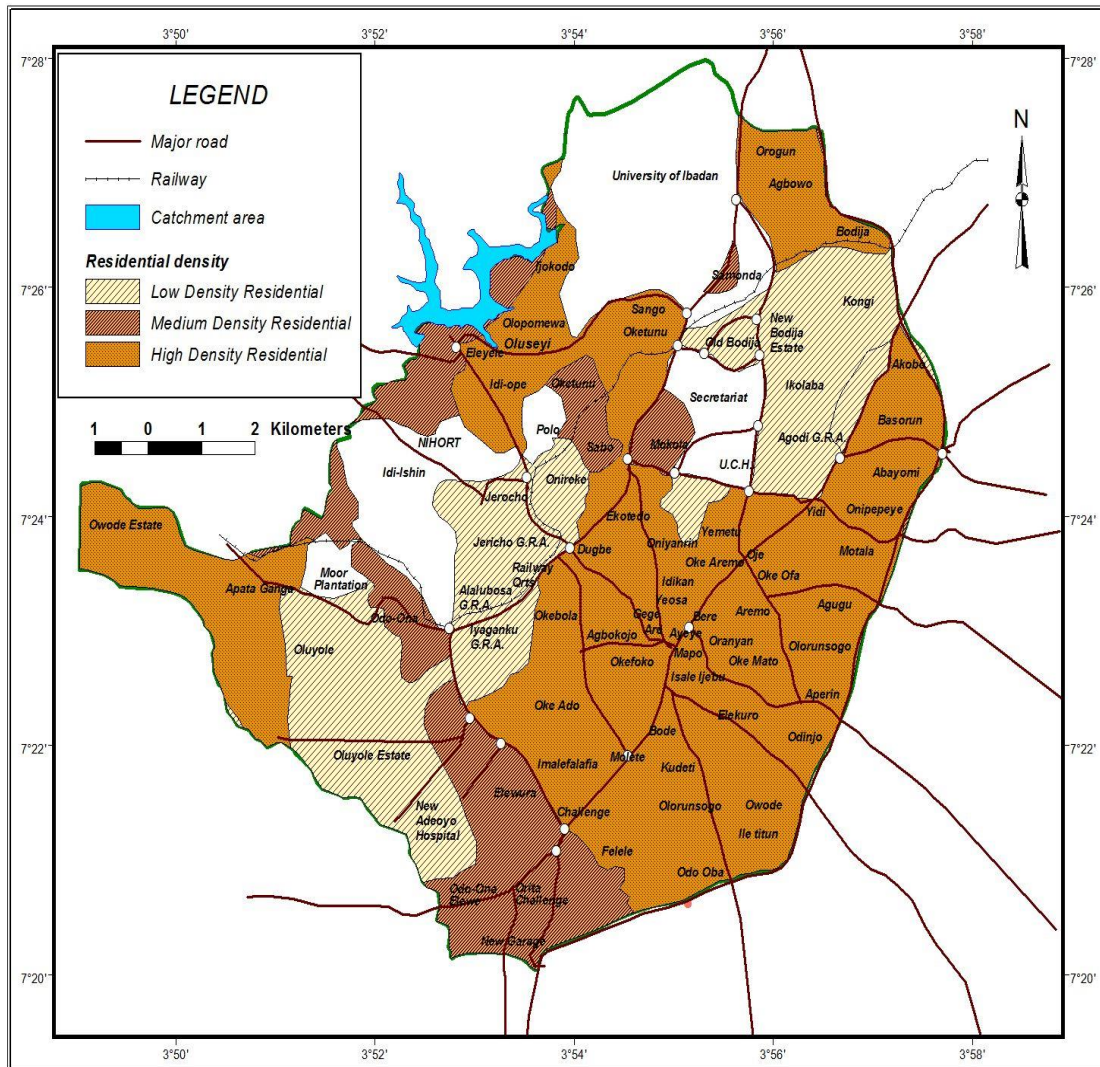 3°50' 3°52' 3°54' 3°56' 3°58'
7°28' 7°28'
LEGEND
Major road
Railway
Catchment area
Residential density
Low Density Residential
Medium Density Residential
High Density Residential
1 0 1 2 Kilometers
N
Orogun
University of Ibadan
Agbowo
Bodija
7°26' 7°26'
Ijokodo
Samonda
Kongi
Sango
Olopomewa
Oketunu
New
Bodija
Estate
Oluseyi
Old Bodija
Eleyele
Akobo
Idi-ope
Oketunu
Ikolaba
Secretariat
Basorun
Polo
NIHORT
Sabo
Mokola
Agodi G.R.A.
Idi-Ishin
U.C.H.
Abayomi
Onireke
Jerocho
7°24' 7°24'
Owode Estate
Ekotedo
Yidi
Onipepeye
Yemetu
Oniyanrin
Jericho G.R.A.
Dugbe
Oje
Motala
Oke Aremo
Railway
Qrts
Moor
Plantation
Idikan
Oke Ofa
Apata Ganga
Alalubosa
G.R.A.
Yeosa
Okebola
Gege
Aremo
Agugu
Odo-Ona
Bere
Are
Iyaganku
G.R.A.
Agbokojo
Ayeye
Oranyan
Oluyole
Mapo
Olorunsogo
Okefoko
Oke Mato
Isale Ijebu
Aperin
Oke Ado
Elekuro
Bode
Odinjo
7°22' 7°22'
Oluyole Estate
Imalefalafia
Molete
Kudeti
Elewura
New
Adeoyo
Hospital
Challenge
Olorunsogo
Owode
Ile titun
Felele
Odo Oba
Odo-Ona
Elewe
Orita
Challenge
New Garage
7°20' 7°20'
3°50' 3°52' 3°54' 3°56' 3°58'